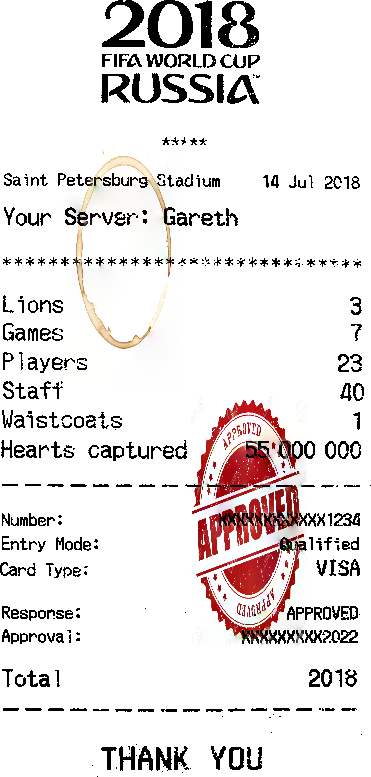 2018
FIFA WORLD CUP
RUSSIA™
*****
Saint Petersburg Stadium 14 Jul 2018
Your Server: Gareth
******************************
Lions 3
Games 7
Players 23
Staff 40
Waistcoats 1
Hearts captured 55 000 000
APPROVED
APPROVED
APPROVED
Number: XXXXXXXXXXXX1234
Entry Mode: Qualified
Card Type: VISA
Response: APPROVED
Approval: XXXXXXXXX2022
Total 2018
THANK YOU